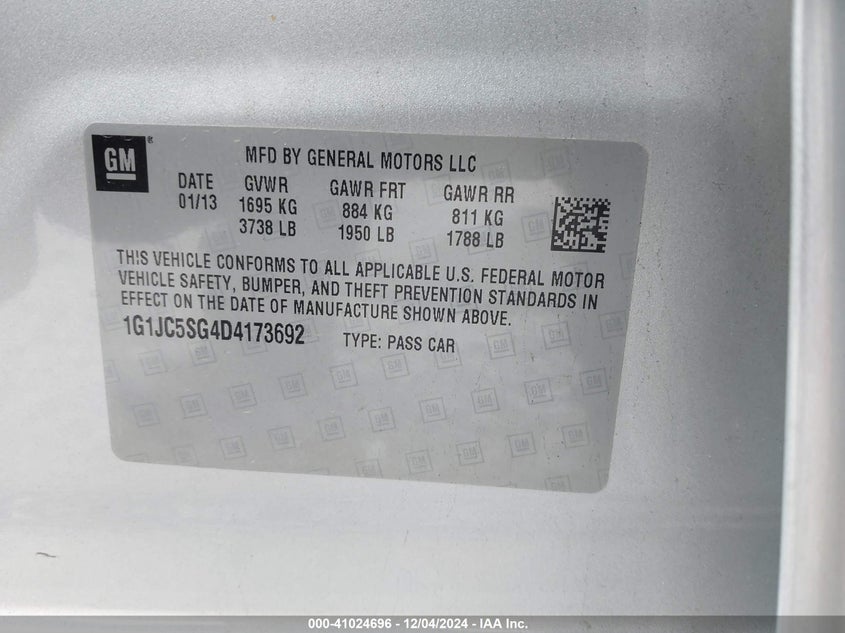 GM ®
MFD BY GENERAL MOTORS LLC
DATE GVWR GAWR FRT GAWR RR
01/13 1695 KG 884 KG 811 KG
3738 LB 1950 LB 1788 LB
THIS VEHICLE CONFORMS TO ALL APPLICABLE U.S. FEDERAL MOTOR
VEHICLE SAFETY, BUMPER, AND THEFT PREVENTION STANDARDS IN
EFFECT ON THE DATE OF MANUFACTURE SHOWN ABOVE.
1G1JC5SG4D4173692 TYPE: PASS CAR
000-41024696 - 12/04/2024 - IAA Inc.